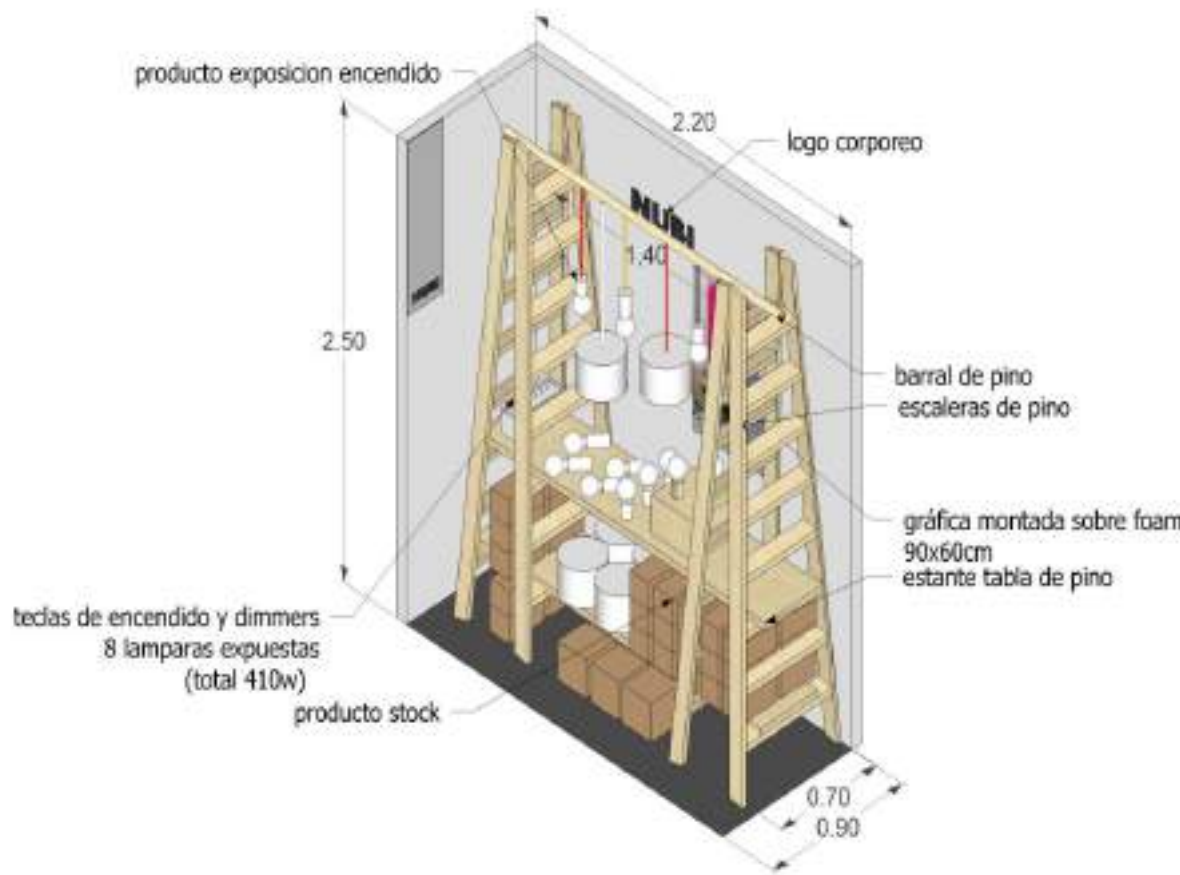 producto exposicion encendido
2.20
logo corporeo
NUBI
1.40
2.50
barral de pino
escaleras de pino
gráfica montada sobre foam
90x60cm
estante tabla de pino
teclas de encendido y dimmers
8 lamparas expuestas
(total 410w)
producto stock
0.70
0.90